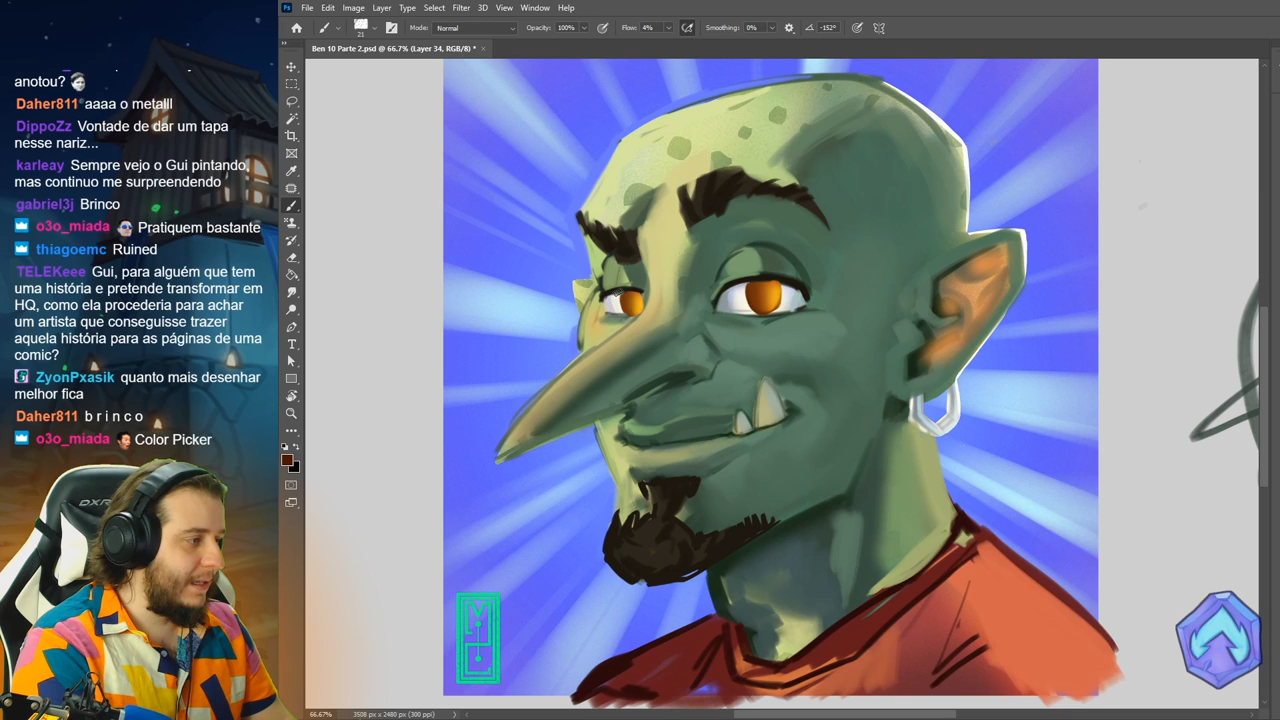 File Edit Image Layer Type Select Filter 3D View Window Help
21 Mode: Normal Opacity: 100% Flow: 4% Smoothing: 0% -152°
Ben 10 Parte 2.psd @ 66.7% (Layer 34, RGB/8) *
anotou?
Daher811 aaaa o metalll
DippoZz Vontade de dar um tapa
nesse nariz...
karleay Sempre vejo o Gui pintando,
mas continuo me surpreendendo
gabriel3j Brinco
o3o_miada Pratiquem bastante
thiagoemc Ruined
TELEKeee Gui, para alguém que tem
uma história e pretende transformar em
HQ, como ela procederia para achar
um artista que conseguisse trazer
aquela história para as páginas de uma
comic?
ZyonPxasik quanto mais desenhar
melhor fica
Daher811 b r i n c o
o3o_miada Color Picker
DXR
66.67% 3508 px x 2480 px (300 ppi)